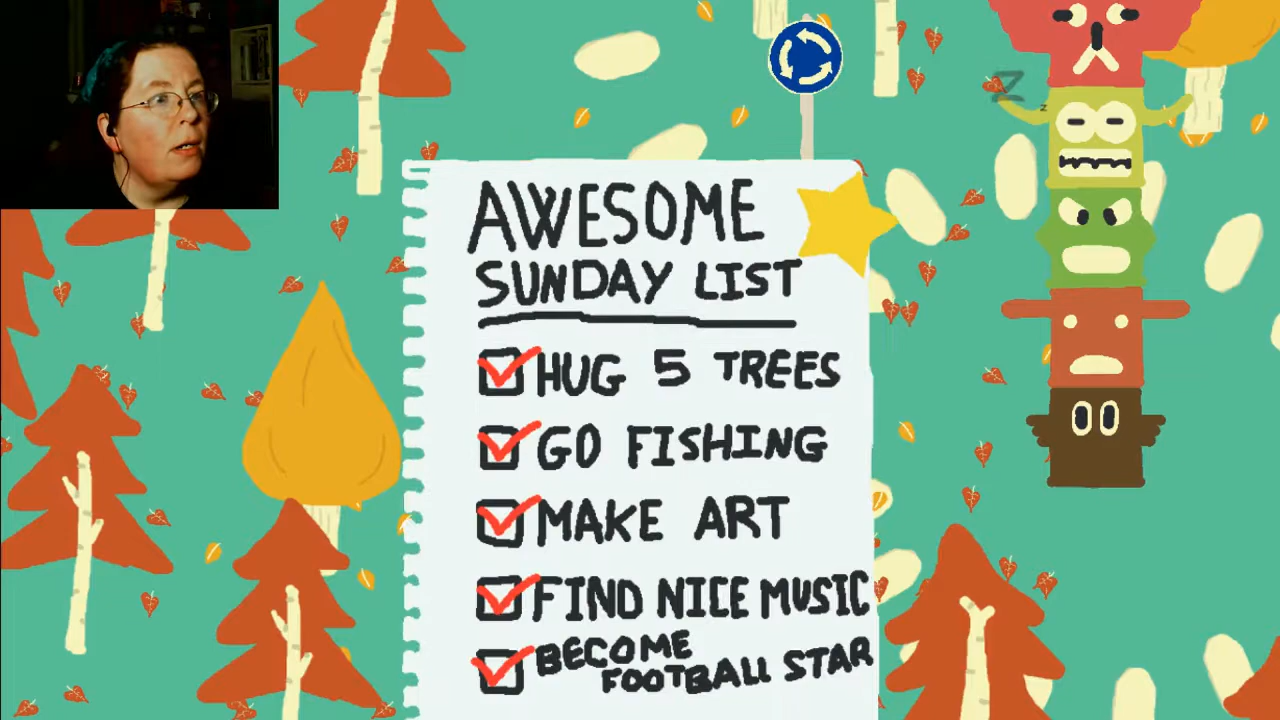 Z
z
AWESOME
SUNDAY LIST
HUG 5 TREES
GO FISHING
MAKE ART
FIND NICE MUSIC
BECOME
FOOTBALL STAR